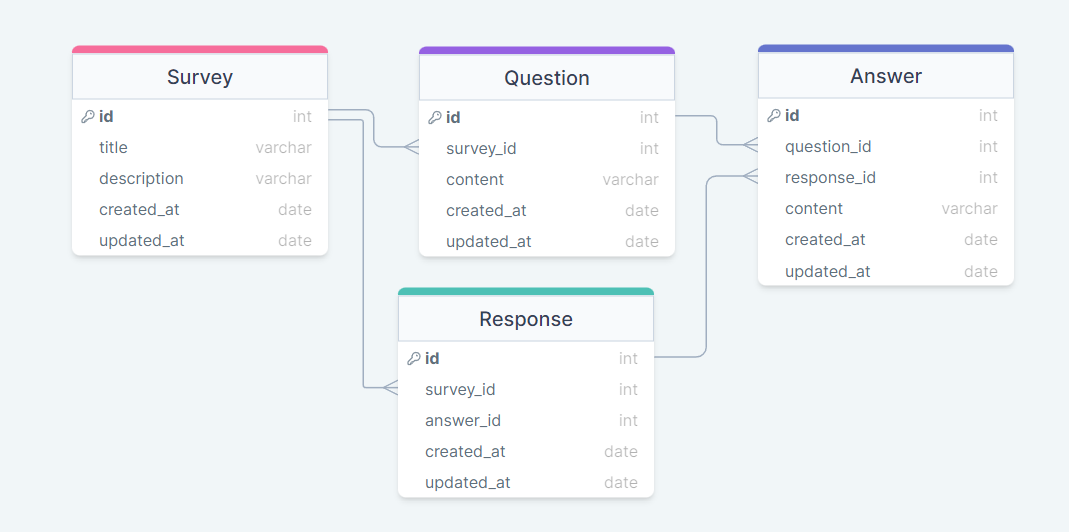 Survey
id int
title varchar
description varchar
created_at date
updated_at date
Question
id int
survey_id int
content varchar
created_at date
updated_at date
Answer
id int
question_id int
response_id int
content varchar
created_at date
updated_at date
Response
id int
survey_id int
answer_id int
created_at date
updated_at date